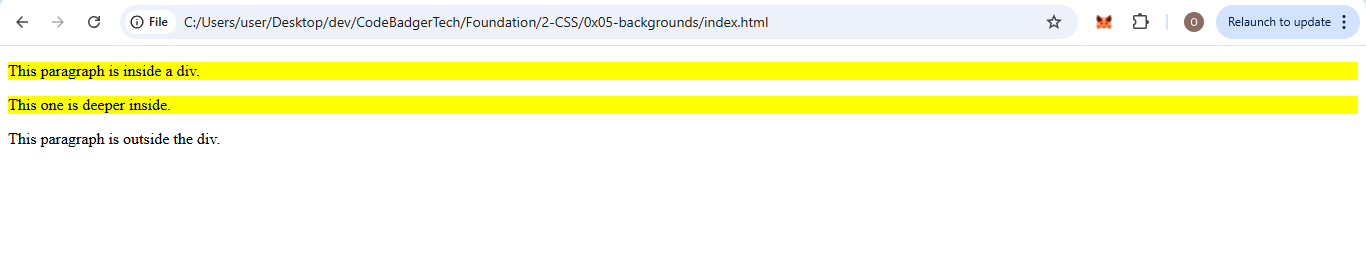 File C:/Users/user/Desktop/dev/CodeBadgerTech/Foundation/2-CSS/0x05-backgrounds/index.html O Relaunch to update
This paragraph is inside a div.
This one is deeper inside.
This paragraph is outside the div.